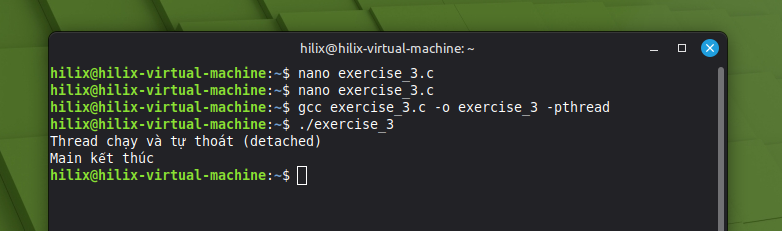 hilix@hilix-virtual-machine: ~
hilix@hilix-virtual-machine:~$ nano exercise_3.c
hilix@hilix-virtual-machine:~$ nano exercise_3.c
hilix@hilix-virtual-machine:~$ gcc exercise_3.c -o exercise_3 -pthread
hilix@hilix-virtual-machine:~$ ./exercise_3
Thread chạy và tự thoát (detached)
Main kết thúc
hilix@hilix-virtual-machine:~$